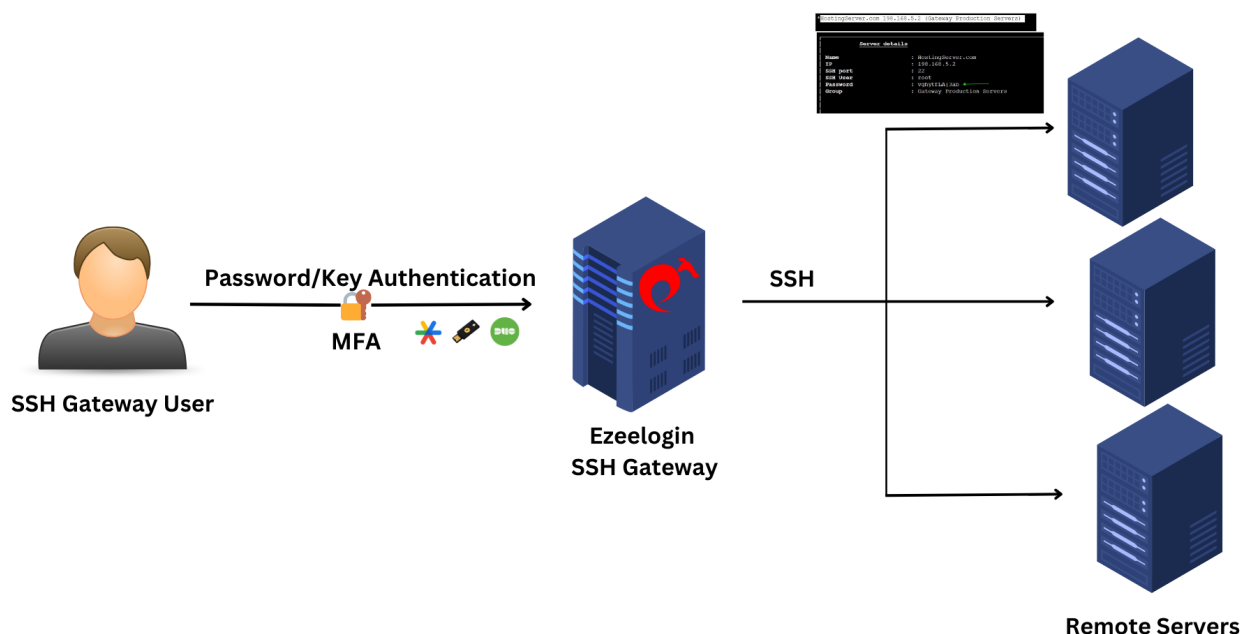 HostingServer.com 198.168.5.2 (Gateway Production Servers)
Server details
Name : HostingServer.com
IP : 198.168.5.2
SSH port : 22
SSH User : root
Password :
Group : Gateway Production Servers
Password/Key Authentication
MFA
SSH
SSH Gateway User
Ezeelogin
SSH Gateway
Remote Servers